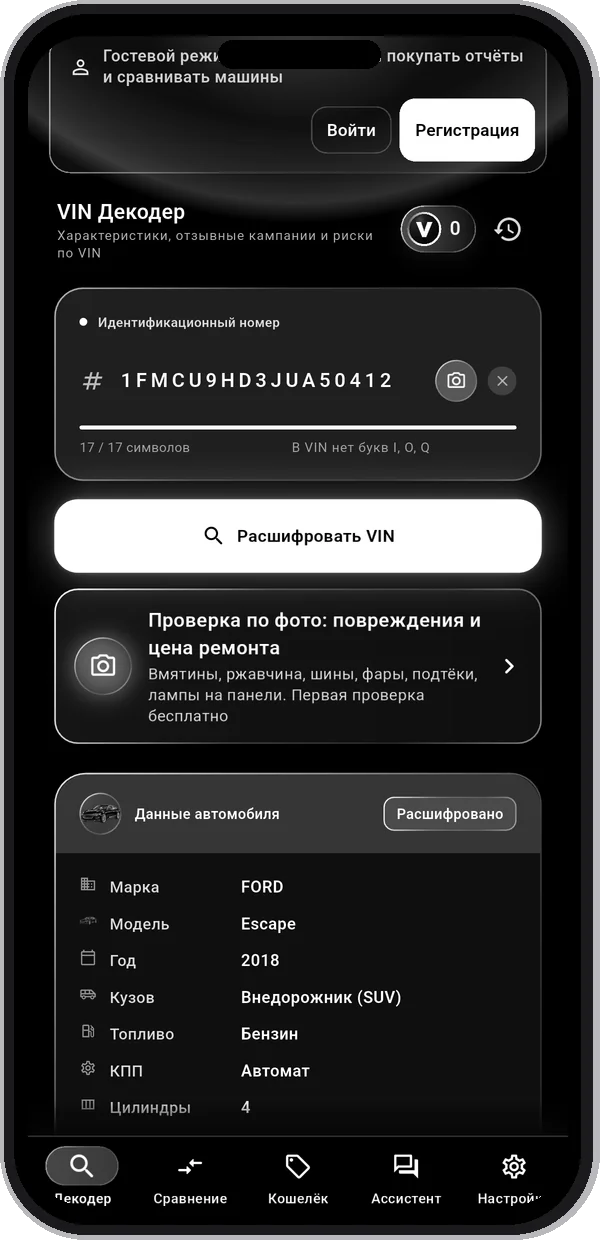 Гостевой режи покупать отчёты
и сравнивать машины
Войти
Регистрация
VIN Декодер
Характеристики, отзывные кампании и риски
по VIN
V 0
Идентификационный номер
# 1FMCU9HD3JUA50412
17 / 17 символов
В VIN нет букв I, O, Q
Расшифровать VIN
Проверка по фото: повреждения и
цена ремонта
Вмятины, ржавчина, шины, фары, подтёки,
лампы на панели. Первая проверка
бесплатно
Данные автомобиля
Расшифровано
Марка FORD
Модель Escape
Год 2018
Кузов Внедорожник (SUV)
Топливо Бензин
КПП Автомат
Цилиндры 4
Декодер
Сравнение
Кошелёк
Ассистент
Настройк